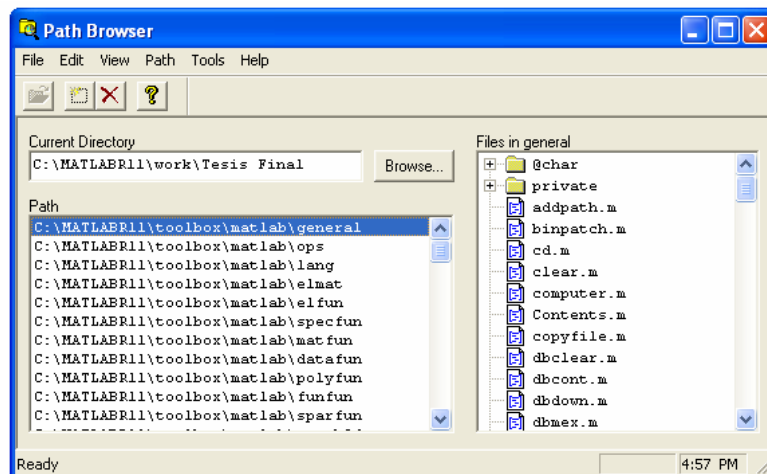 Path Browser
File Edit View Path Tools Help
Current Directory
C:\MATLABR11\work\Tesis Final
Browse...
Path
C:\MATLABR11\toolbox\matlab\general
C:\MATLABR11\toolbox\matlab\ops
C:\MATLABR11\toolbox\matlab\lang
C:\MATLABR11\toolbox\matlab\elmat
C:\MATLABR11\toolbox\matlab\elfun
C:\MATLABR11\toolbox\matlab\specfun
C:\MATLABR11\toolbox\matlab\matfun
C:\MATLABR11\toolbox\matlab\datafun
C:\MATLABR11\toolbox\matlab\polyfun
C:\MATLABR11\toolbox\matlab\funfun
C:\MATLABR11\toolbox\matlab\sparfun
Files in general
@char
private
addpath.m
binpatch.m
cd.m
clear.m
computer.m
Contents.m
copyfile.m
dbclear.m
dbcont.m
dbdown.m
dbmex.m
Ready
4:57 PM